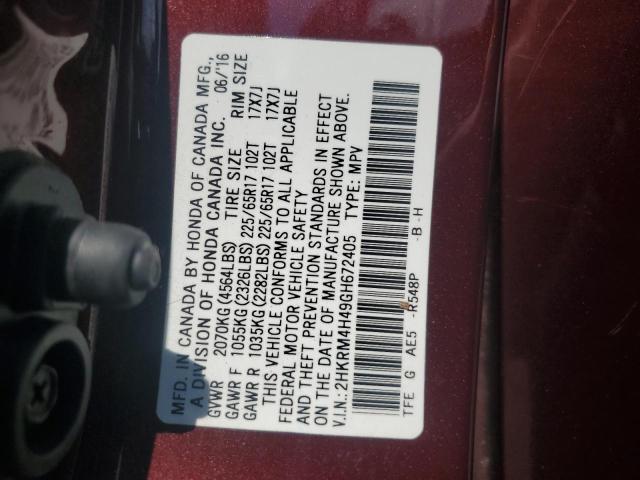 MFD. IN CANADA BY HONDA OF CANADA MFG.,
A DIVISION OF HONDA CANADA INC. 06/'16
GVWR 2070KG(4564LBS) TIRE SIZE RIM SIZE
GAWR F 1055KG(2326LBS) 225/65R17 102T 17X7J
GAWR R 1035KG(2282LBS) 225/65R17 102T 17X7J
THIS VEHICLE CONFORMS TO ALL APPLICABLE
FEDERAL MOTOR VEHICLE SAFETY
AND THEFT PREVENTION STANDARDS IN EFFECT
ON THE DATE OF MANUFACTURE SHOWN ABOVE.
V.I.N.: 2HKRM4H49GH672405 TYPE: MPV
TFE G AE5 -R548P -B -H